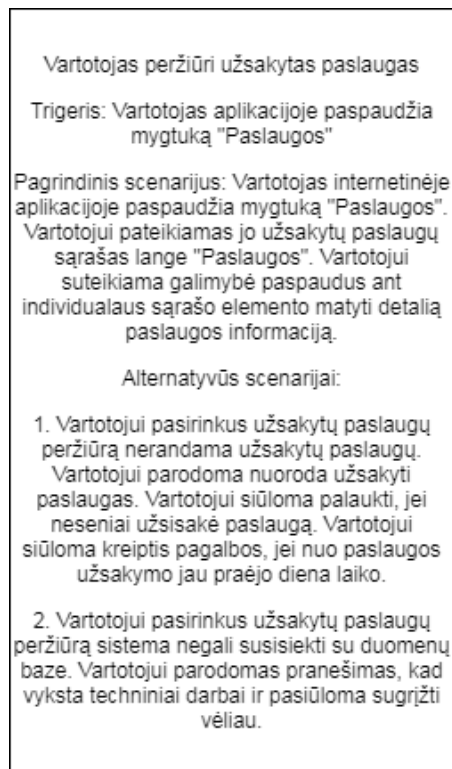 Vartotojas peržiūri užsakytas paslaugas
Trigeris: Vartotojas aplikacijoje paspaudžia
mygtuką "Paslaugos"
Pagrindinis scenarijus: Vartotojas internetinėje
aplikacijoje paspaudžia mygtuką "Paslaugos".
Vartotojui pateikiamas jo užsakytų paslaugų
sąrašas lange "Paslaugos". Vartotojui
suteikiama galimybė paspaudus ant
individualaus sąrašo elemento matyti detalią
paslaugos informaciją.
Alternatyvūs scenarijai:
1. Vartotojui pasirinkus užsakytų paslaugų
peržiūrą nerandama užsakytų paslaugų.
Vartotojui parodoma nuoroda užsakyti
paslaugas. Vartotojui siūloma palaukti, jei
neseniai užsisakė paslaugą. Vartotojui
siūloma kreiptis pagalbos, jei nuo paslaugos
užsakymo jau praėjo diena laiko.
2. Vartotojui pasirinkus užsakytų paslaugų
peržiūrą sistema negali susisiekti su duomenų
baze. Vartotojui parodomas pranešimas, kad
vyksta techniniai darbai ir pasiūloma sugrįžti
vėliau.